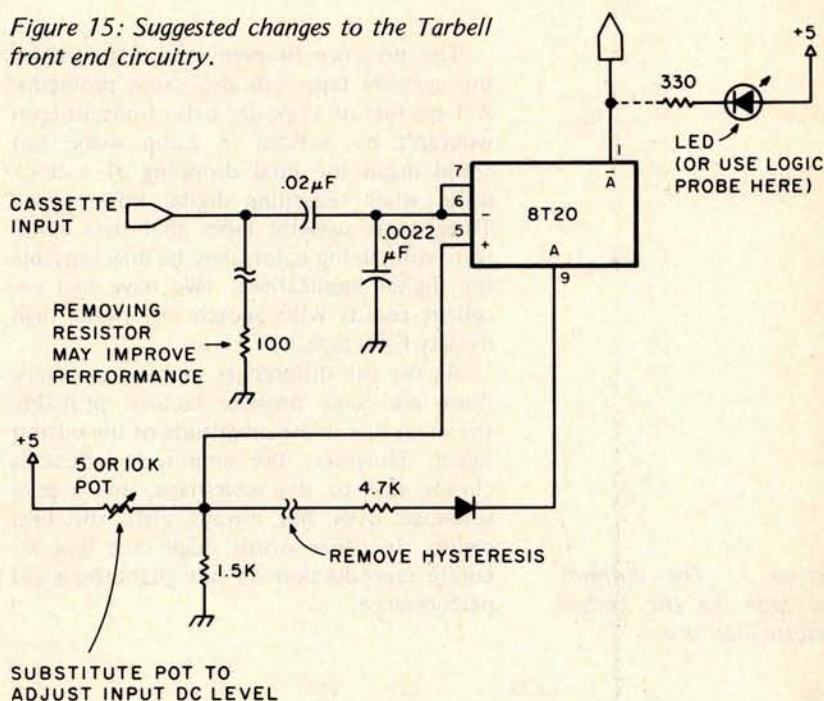 Figure 15: Suggested changes to the Tarbell
front end circuitry.
+5
330
LED
(OR USE LOGIC
PROBE HERE)
1
Ā
7
6
5
−
+
8T20
A
9
.02µF
.0022
µF
CASSETTE
INPUT
REMOVING
RESISTOR
MAY IMPROVE
PERFORMANCE
100
+5
5 OR 10K
POT
4.7K
REMOVE HYSTERESIS
1.5K
SUBSTITUTE POT TO
ADJUST INPUT DC LEVEL